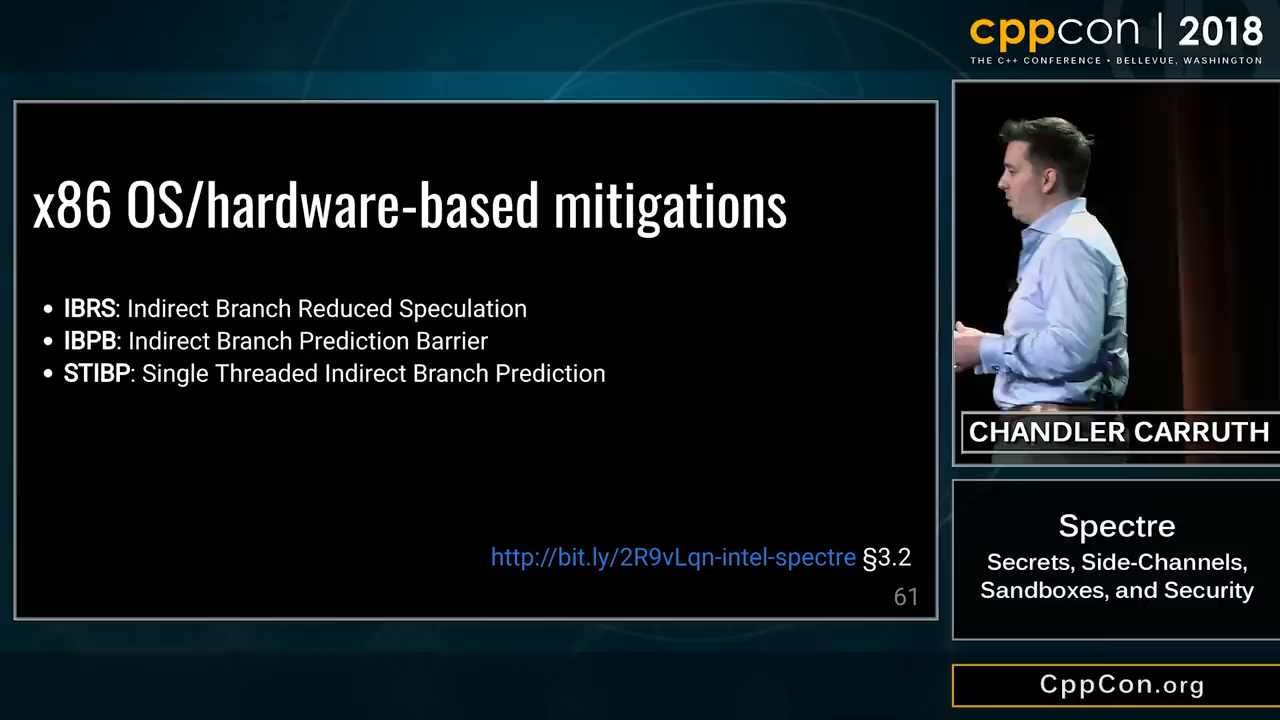 cppcon | 2018
THE C++ CONFERENCE • BELLEVUE, WASHINGTON
x86 OS/hardware-based mitigations
• IBRS: Indirect Branch Reduced Speculation
• IBPB: Indirect Branch Prediction Barrier
• STIBP: Single Threaded Indirect Branch Prediction
http://bit.ly/2R9vLqn-intel-spectre §3.2
61
CHANDLER CARRUTH
Spectre
Secrets, Side-Channels,
Sandboxes, and Security
CppCon.org